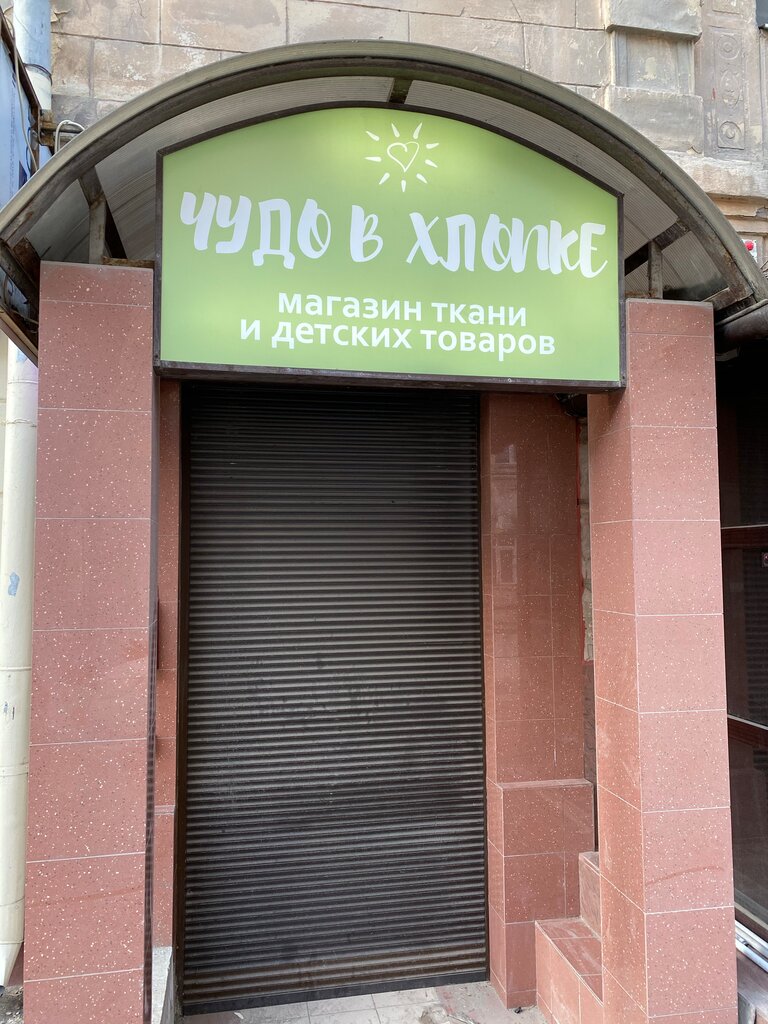 ЧУДО В ХЛОПКЕ
магазин ткани
и детских товаров